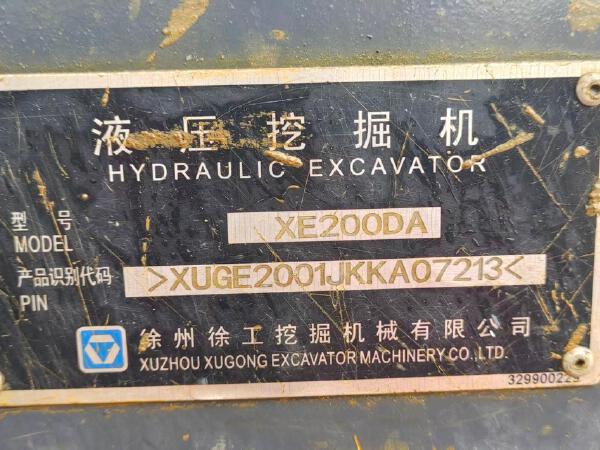 液压挖掘机
HYDRAULIC EXCAVATOR
型号 XE200DA
MODEL
产品识别代码 >XUGE2001JKKA07213<
PIN
徐州徐工挖掘机械有限公司
XUZHOU XUGONG EXCAVATOR MACHINERY CO., LTD.
329900229